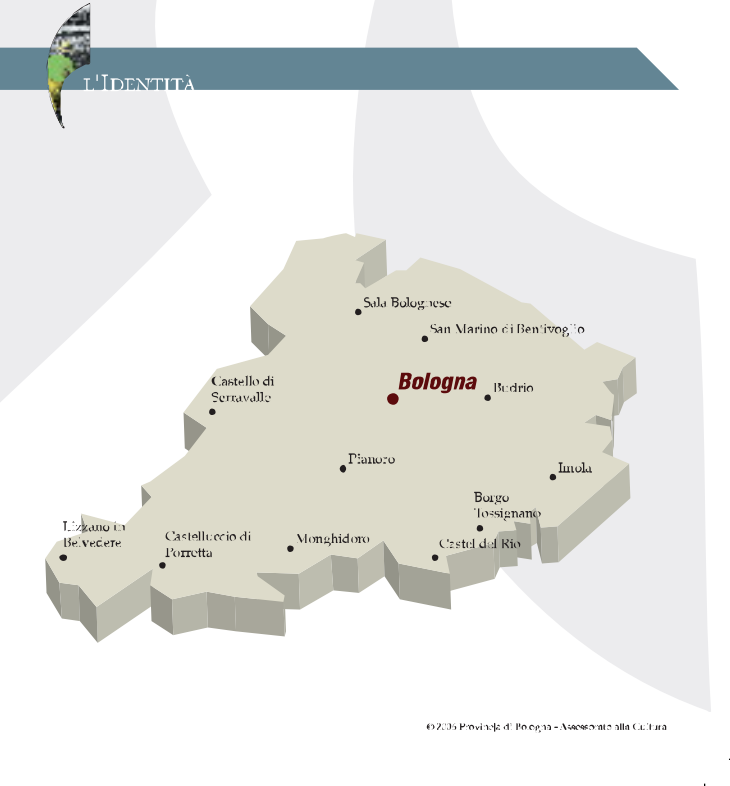 L'IDENTITÀ
Sala Bolognese
San Marino di Bentivoglio
Castello di
Serravalle
Bologna
Budrio
Pianoro
Imola
Borgo
Tossignano
Lizzano in
Belvedere
Castelluccio di
Porretta
Monghidoro
Castel del Rio
©2006 Provincia di Bologna - Assessorato alla Cultura